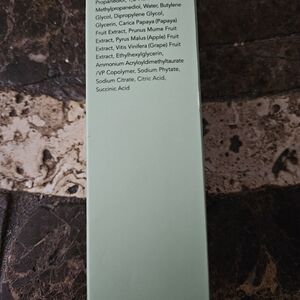 Propanediol,
Methylpropanediol, Water, Butylene
Glycol, Dipropylene Glycol,
Glycerin, Carica Papaya (Papaya)
Fruit Extract, Prunus Mume Fruit
Extract, Pyrus Malus (Apple) Fruit
Extract, Vitis Vinifera (Grape) Fruit
Extract, Ethylhexylglycerin,
Ammonium Acryloyldimethyltaurate
/VP Copolymer, Sodium Phytate,
Sodium Citrate, Citric Acid,
Succinic Acid